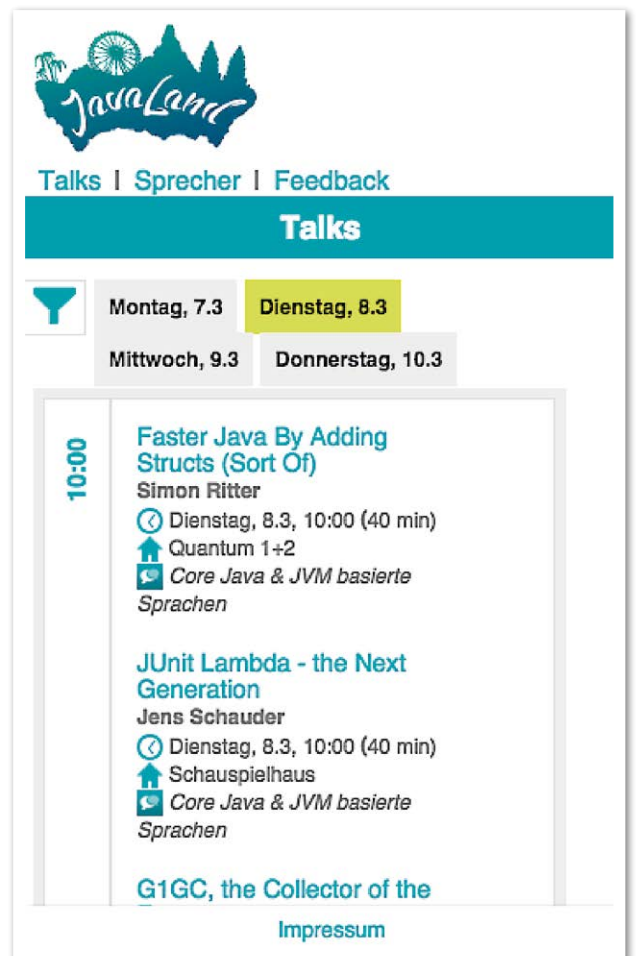 JavaLand
Talks | Sprecher | Feedback
Talks
Montag, 7.3
Dienstag, 8.3
Mittwoch, 9.3
Donnerstag, 10.3
10:00
Faster Java By Adding
Structs (Sort Of)
Simon Ritter
Dienstag, 8.3, 10:00 (40 min)
Quantum 1+2
Core Java & JVM basierte
Sprachen
JUnit Lambda - the Next
Generation
Jens Schauder
Dienstag, 8.3, 10:00 (40 min)
Schauspielhaus
Core Java & JVM basierte
Sprachen
G1GC, the Collector of the
Impressum